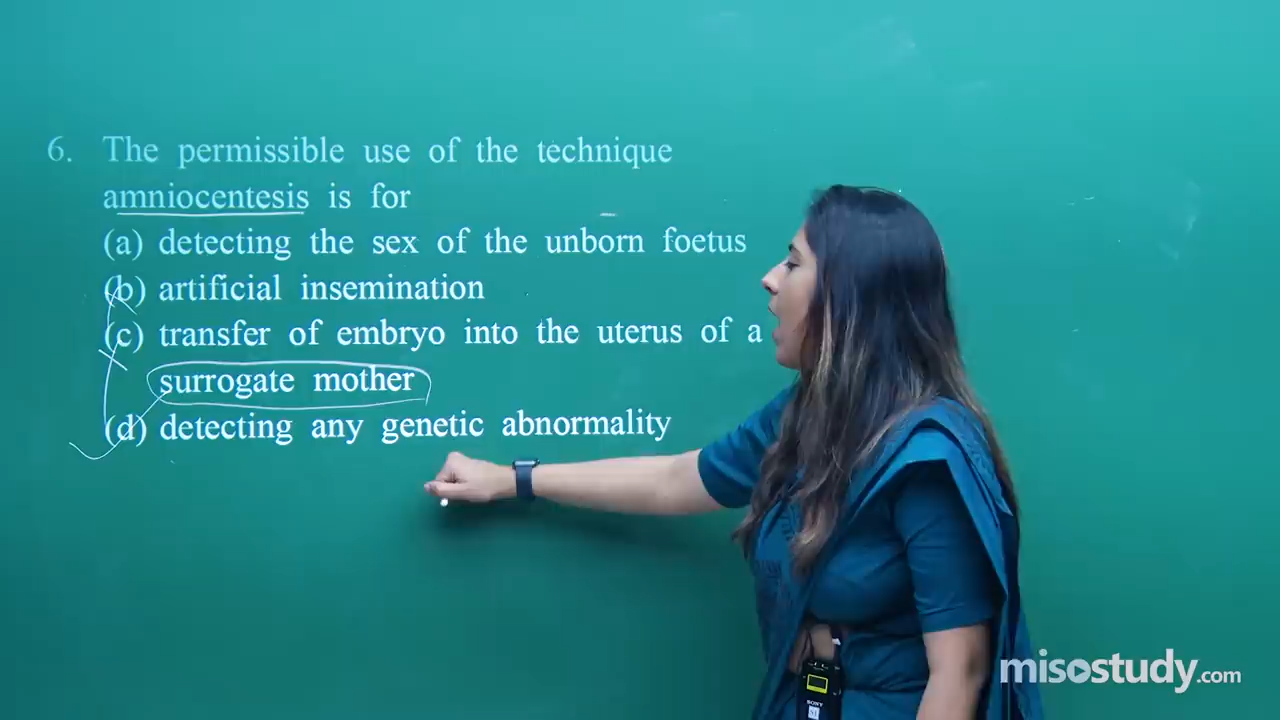 6. The permissible use of the technique
amniocentesis is for
(a) detecting the sex of the unborn foetus
(b) artificial insemination
(c) transfer of embryo into the uterus of a
surrogate mother
(d) detecting any genetic abnormality
SONY
misostudy.com